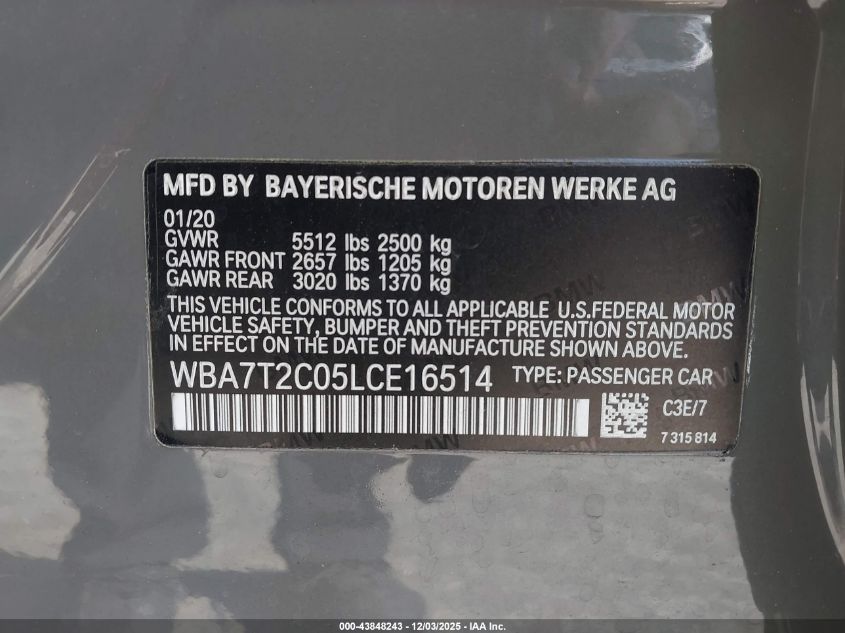 MFD BY BAYERISCHE MOTOREN WERKE AG
01/20
GVWR 5512 lbs 2500 kg
GAWR FRONT 2657 lbs 1205 kg
GAWR REAR 3020 lbs 1370 kg
THIS VEHICLE CONFORMS TO ALL APPLICABLE U.S.FEDERAL MOTOR
VEHICLE SAFETY, BUMPER AND THEFT PREVENTION STANDARDS
IN EFFECT ON THE DATE OF MANUFACTURE SHOWN ABOVE.
WBA7T2C05LCE16514 TYPE: PASSENGER CAR
C3E/7
7 315 814
000-43848243 - 12/03/2025 - IAA Inc.